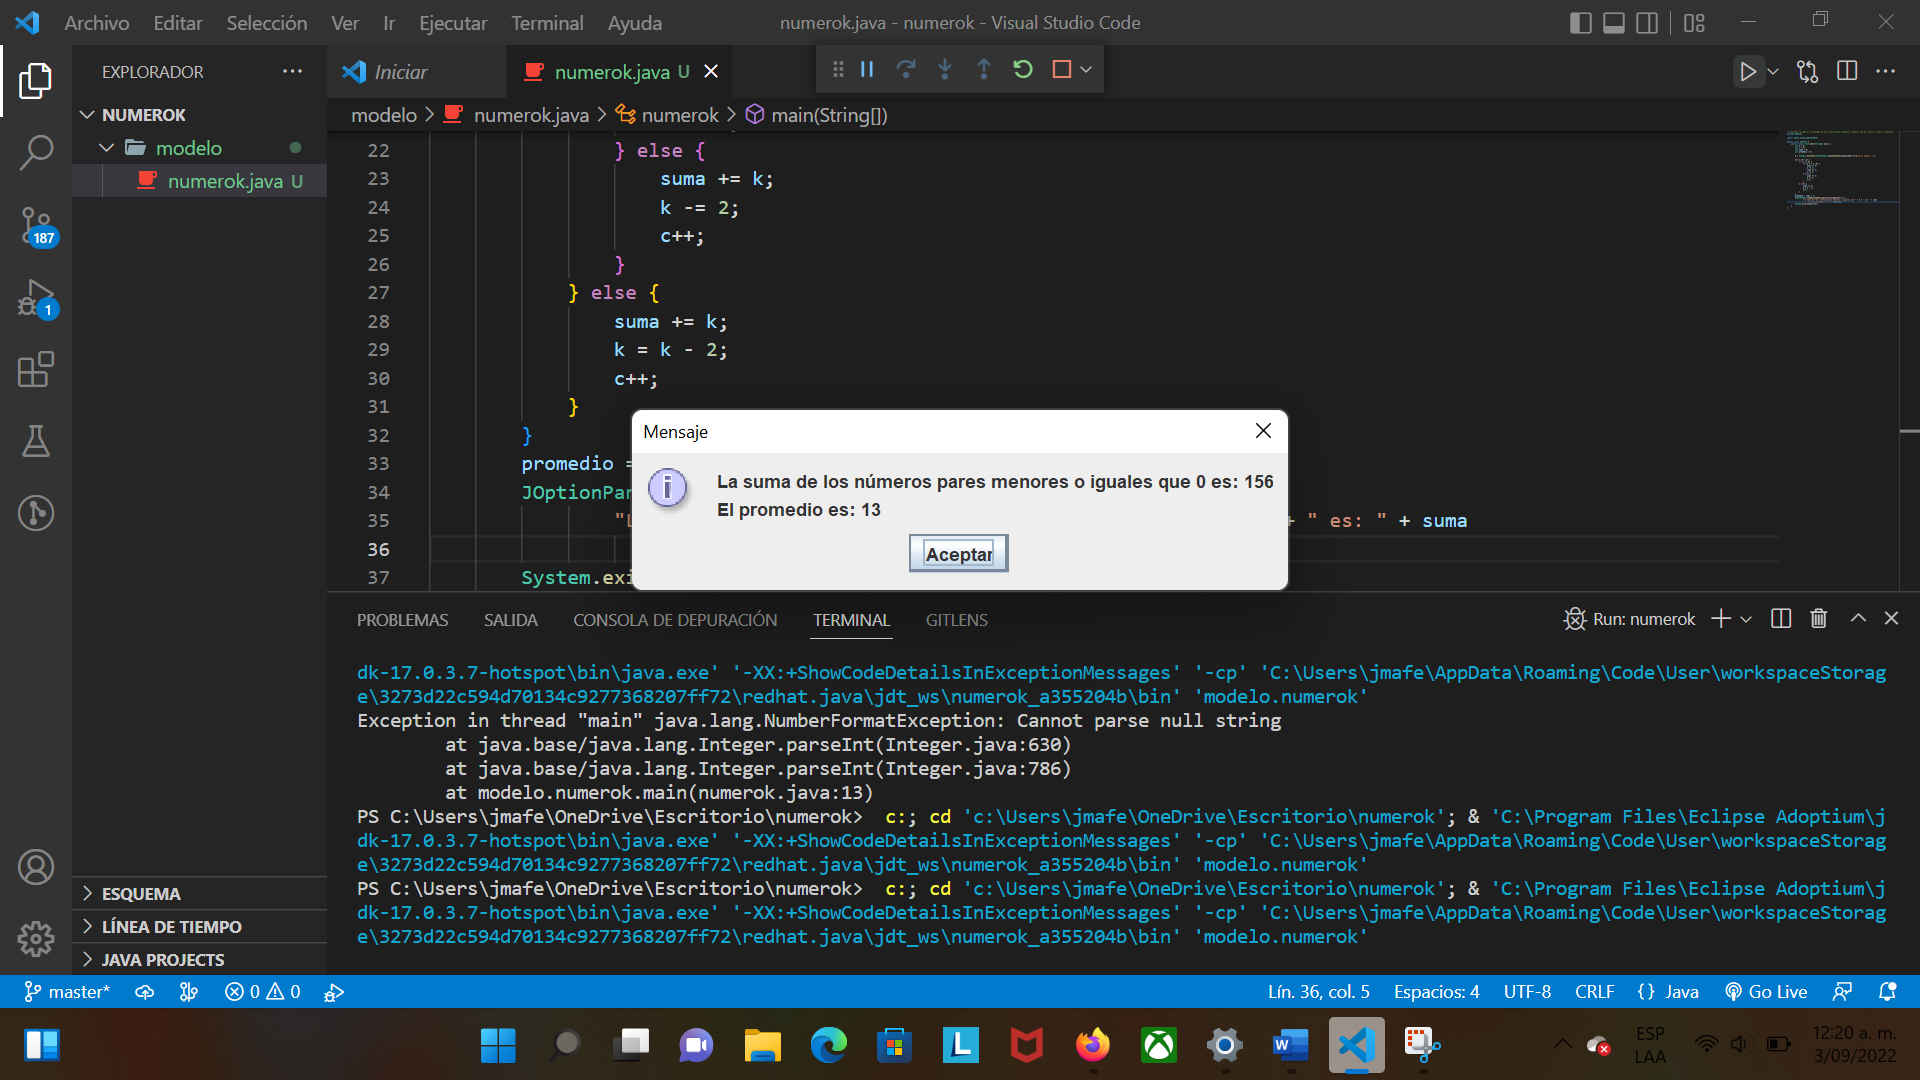 Archivo Editar Selección Ver Ir Ejecutar Terminal Ayuda
numerok.java - numerok - Visual Studio Code
EXPLORADOR
Iniciar
numerok.java U
NUMEROK
modelo
numerok.java U
187
1
modelo > numerok.java > numerok > main(String[])
22 } else {
23 suma += k;
24 k -= 2;
25 c++;
26 }
27 } else {
28 suma += k;
29 k = k - 2;
30 c++;
31 }
32 }
33 promedio =
34 JOptionPa
35 "L + " es: " + suma
36
37 System.exi
Mensaje
La suma de los números pares menores o iguales que 0 es: 156
El promedio es: 13
Aceptar
PROBLEMAS SALIDA CONSOLA DE DEPURACIÓN TERMINAL GITLENS
Run: numerok
dk-17.0.3.7-hotspot\bin\java.exe' '-XX:+ShowCodeDetailsInExceptionMessages' '-cp' 'C:\Users\jmafe\AppData\Roaming\Code\User\workspaceStorag
e\3273d22c594d70134c9277368207ff72\redhat.java\jdt_ws\numerok_a355204b\bin' 'modelo.numerok'
Exception in thread "main" java.lang.NumberFormatException: Cannot parse null string
at java.base/java.lang.Integer.parseInt(Integer.java:630)
at java.base/java.lang.Integer.parseInt(Integer.java:786)
at modelo.numerok.main(numerok.java:13)
PS C:\Users\jmafe\OneDrive\Escritorio\numerok> c:; cd 'c:\Users\jmafe\OneDrive\Escritorio\numerok'; & 'C:\Program Files\Eclipse Adoptium\j
dk-17.0.3.7-hotspot\bin\java.exe' '-XX:+ShowCodeDetailsInExceptionMessages' '-cp' 'C:\Users\jmafe\AppData\Roaming\Code\User\workspaceStorag
e\3273d22c594d70134c9277368207ff72\redhat.java\jdt_ws\numerok_a355204b\bin' 'modelo.numerok'
PS C:\Users\jmafe\OneDrive\Escritorio\numerok> c:; cd 'c:\Users\jmafe\OneDrive\Escritorio\numerok'; & 'C:\Program Files\Eclipse Adoptium\j
dk-17.0.3.7-hotspot\bin\java.exe' '-XX:+ShowCodeDetailsInExceptionMessages' '-cp' 'C:\Users\jmafe\AppData\Roaming\Code\User\workspaceStorag
e\3273d22c594d70134c9277368207ff72\redhat.java\jdt_ws\numerok_a355204b\bin' 'modelo.numerok'
ESQUEMA
LÍNEA DE TIEMPO
JAVA PROJECTS
master* 0 0
Lín. 36, col. 5 Espacios: 4 UTF-8 CRLF {} Java Go Live
ESP
LAA
12:20 a. m.
3/09/2022